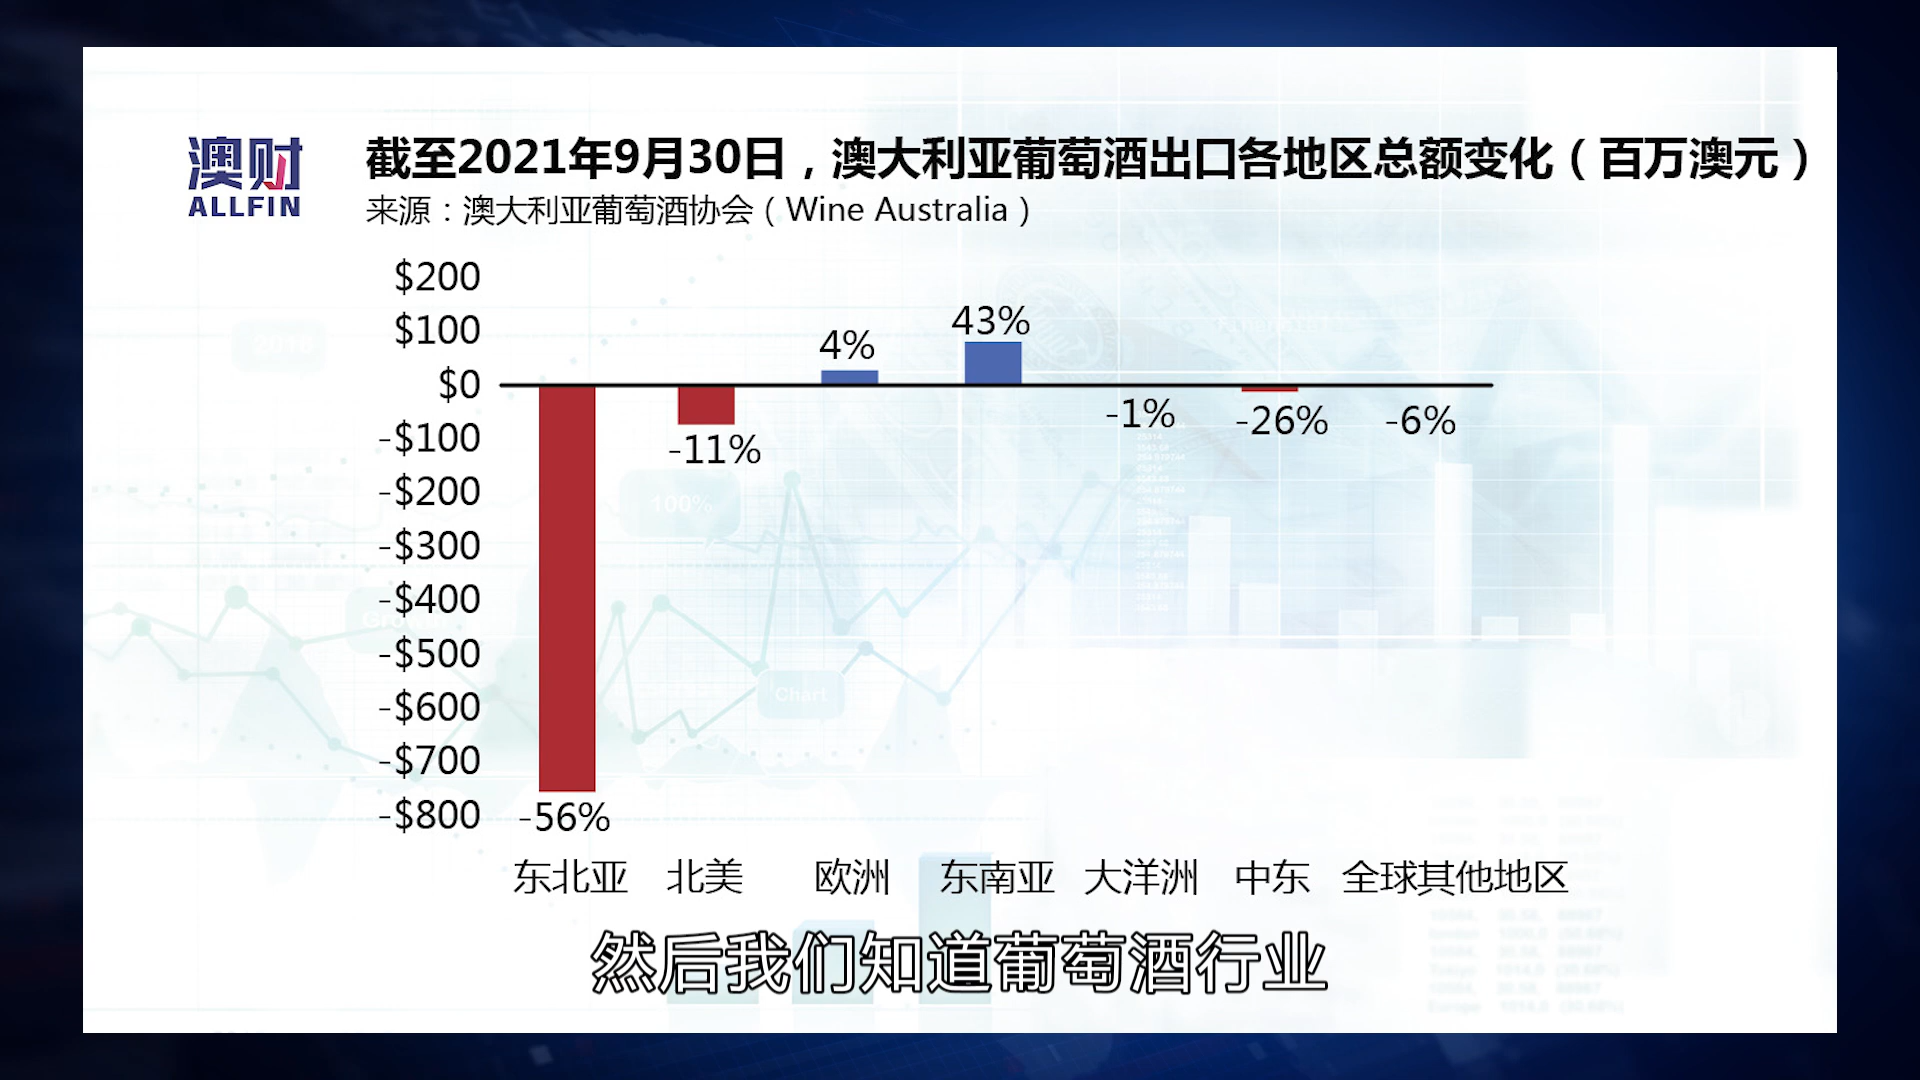 澳财
ALLFIN
截至2021年9月30日，澳大利亚葡萄酒出口各地区总额变化（百万澳元）
来源：澳大利亚葡萄酒协会（Wine Australia）
$200
$100
$0
-$100
-$200
-$300
-$400
-$500
-$600
-$700
-$800
-56%
-11%
4%
43%
-1%
-26%
-6%
东北亚 北美 欧洲 东南亚 大洋洲 中东 全球其他地区
2018
100%
Growth
Chart
然后我们知道葡萄酒行业